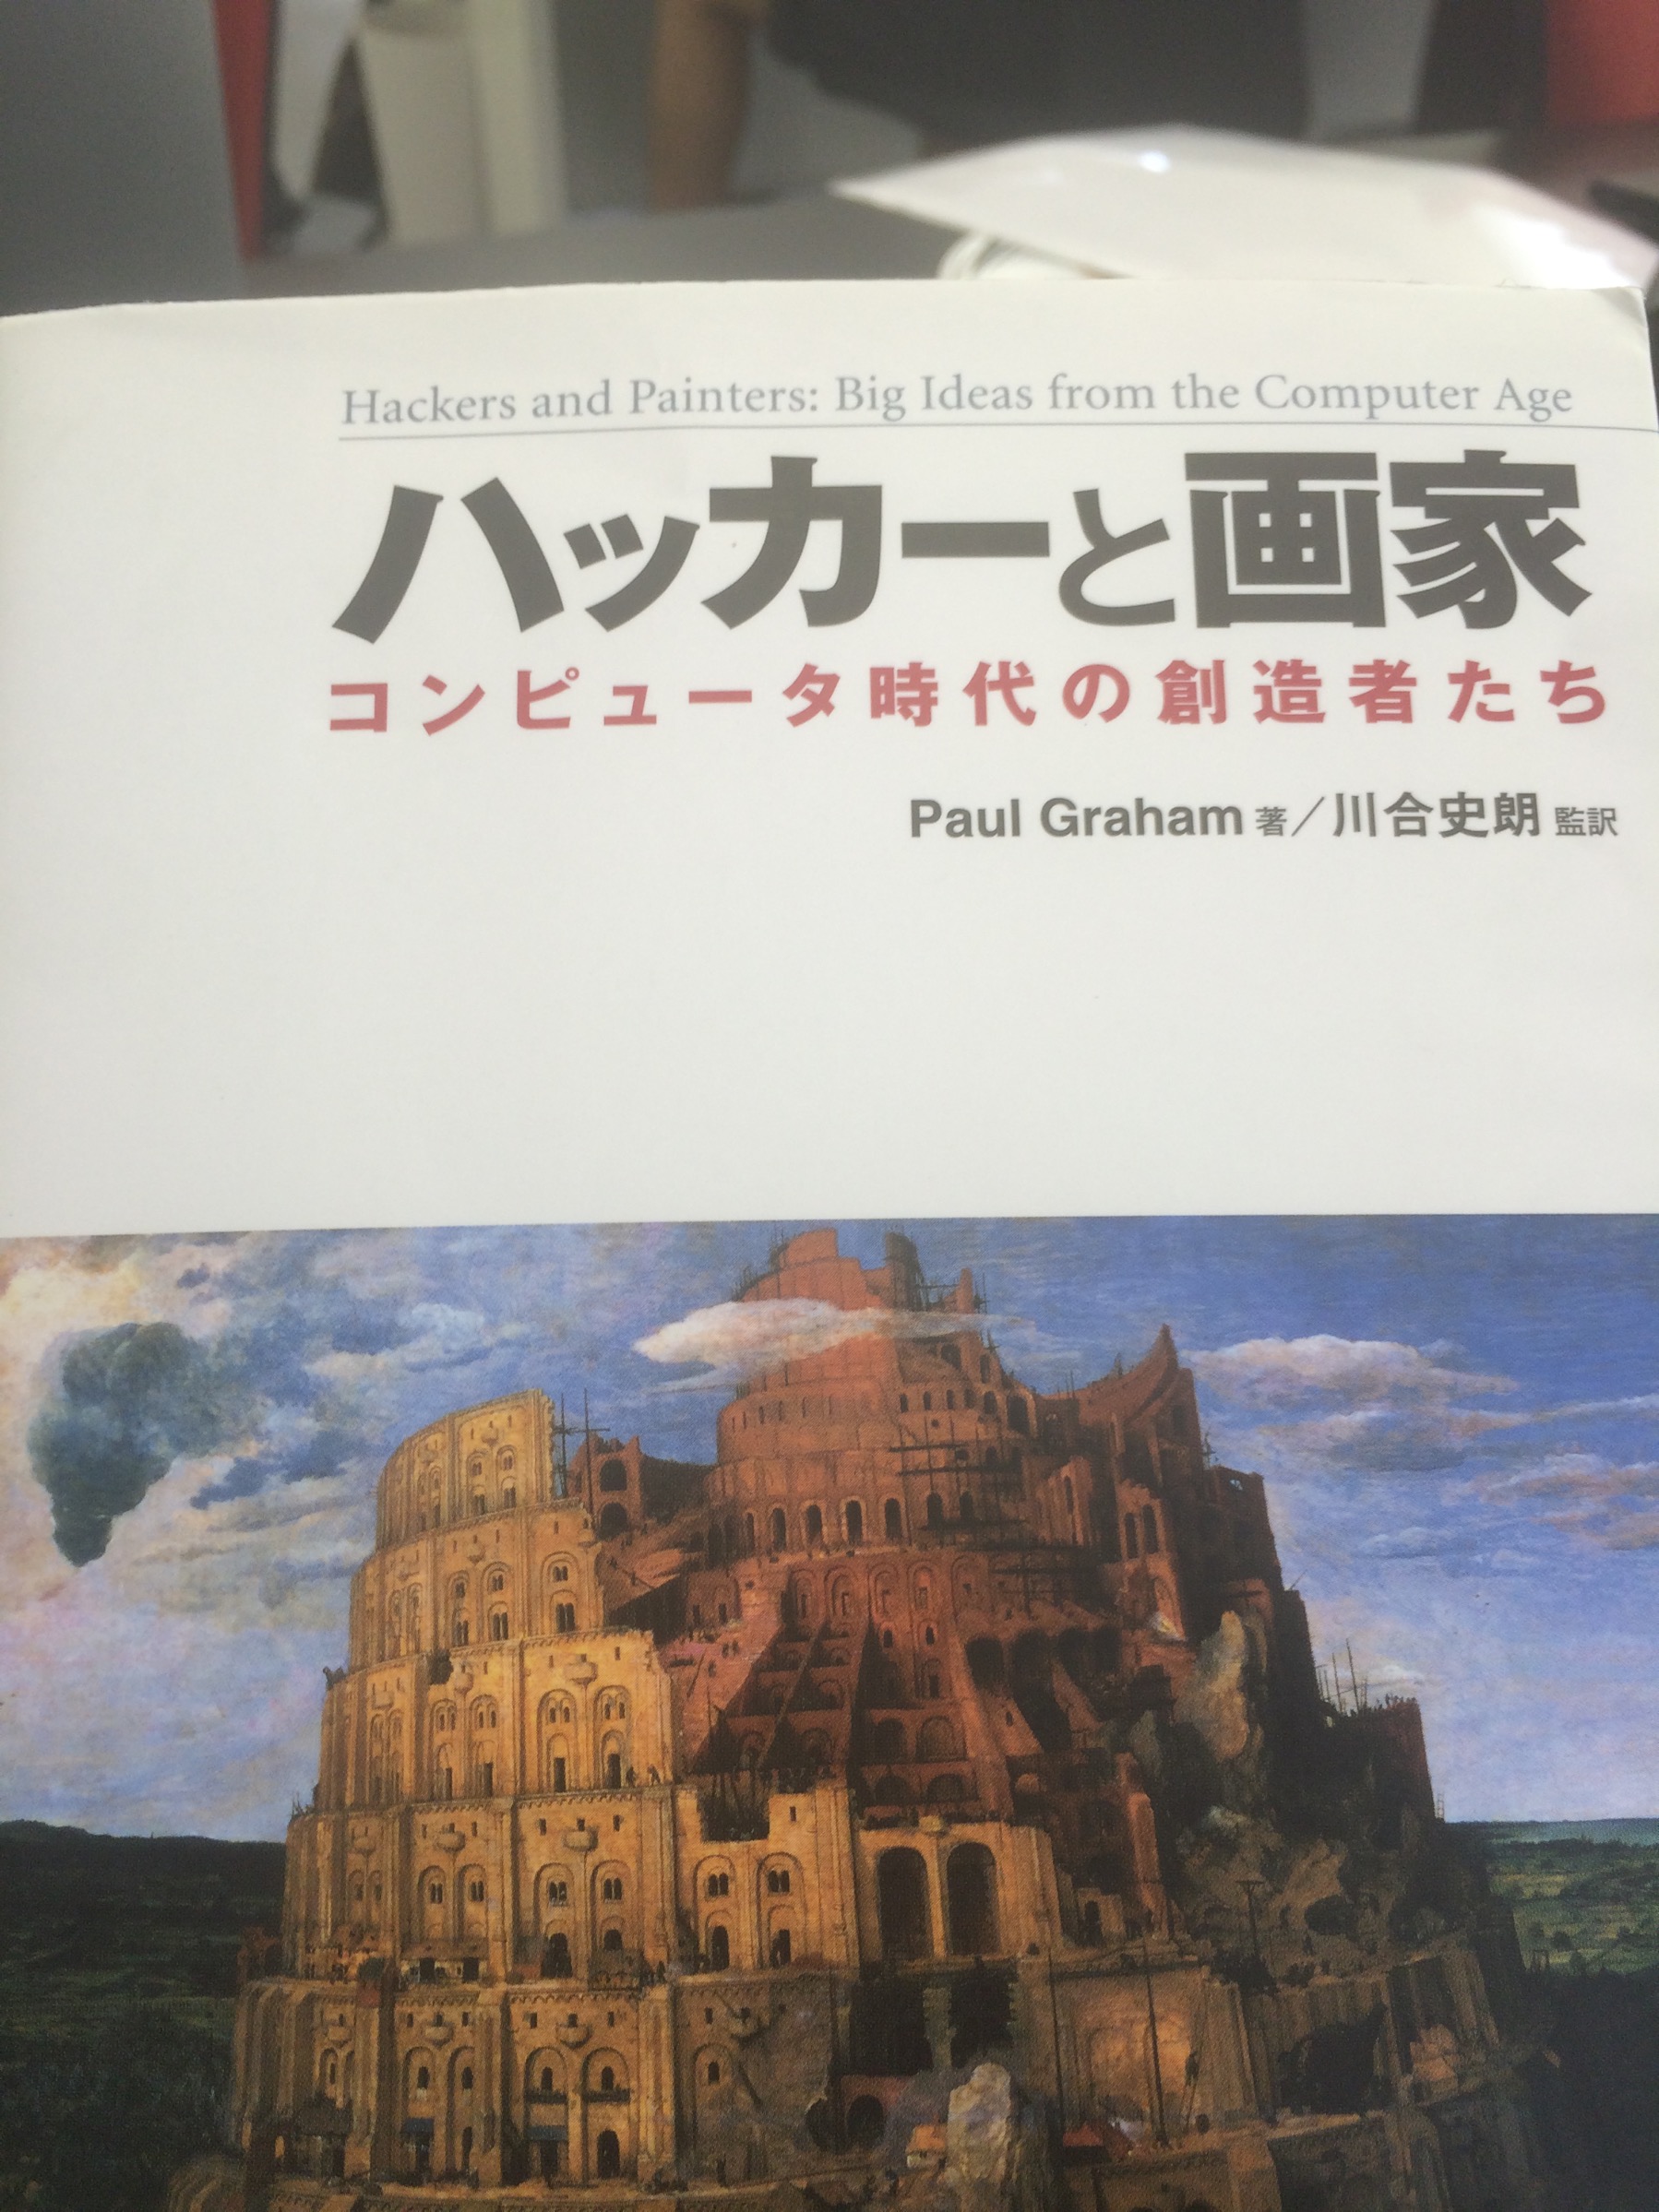 Hackers and Painters: Big Ideas from the Computer Age
ハッカーと画家
コンピュータ時代の創造者たち
Paul Graham 著／川合史朗 監訳